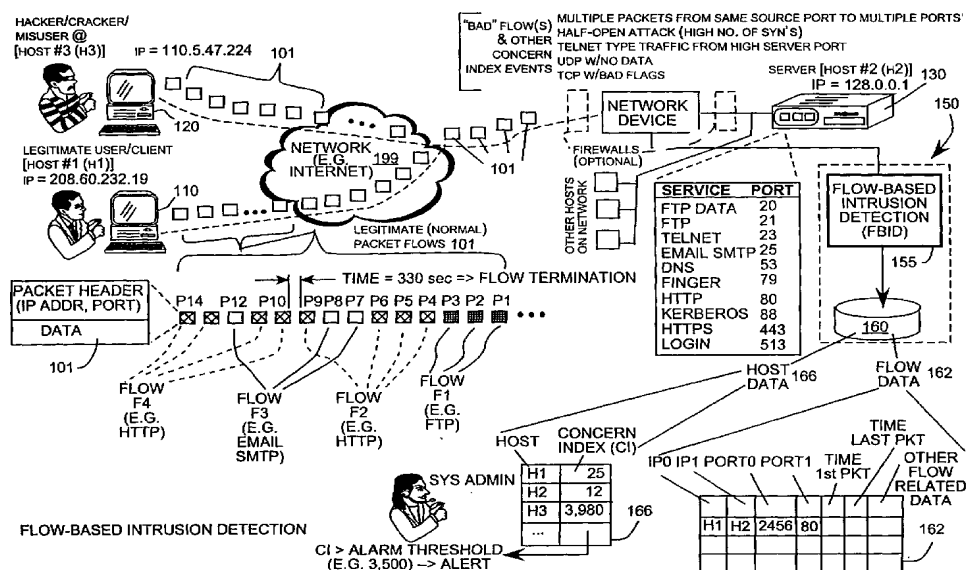 HACKER/CRACKER/
MISUSER @
[HOST #3 (H3)]
IP = 110.5.47.224
101
120
"BAD" FLOW(S)
& OTHER
CONCERN
INDEX EVENTS
MULTIPLE PACKETS FROM SAME SOURCE PORT TO MULTIPLE PORTS
HALF-OPEN ATTACK (HIGH NO. OF SYN'S)
TELNET TYPE TRAFFIC FROM HIGH SERVER PORT
UDP W/NO DATA
TCP W/BAD FLAGS
SERVER [HOST #2 (H2)]
IP = 128.0.0.1
130
150
NETWORK
DEVICE
FIREWALLS
(OPTIONAL)
101
NETWORK
(E.G. 199
INTERNET)
LEGITIMATE USER/CLIENT
[HOST #1 (H1)]
IP = 208.60.232.19
110
OTHER HOSTS
ON NETWORK
SERVICE PORT
FTP DATA 20
FTP 21
TELNET 23
EMAIL SMTP 25
DNS 53
FINGER 79
HTTP 80
KERBEROS 88
HTTPS 443
LOGIN 513
FLOW-BASED
INTRUSION
DETECTION
(FBID)
155
160
LEGITIMATE (NORMAL)
PACKET FLOWS 101
TIME = 330 sec => FLOW TERMINATION
PACKET HEADER
(IP ADDR, PORT)
DATA
101
P14 P12 P10 P9 P8 P7 P6 P5 P4 P3 P2 P1
FLOW
F4
(E.G.
HTTP)
FLOW
F3
(E.G.
EMAIL
SMTP)
FLOW
F2
(E.G.
HTTP)
FLOW
F1
(E.G.
FTP)
HOST
DATA 166
FLOW
DATA 162
HOST
CONCERN
INDEX (CI)
H1 25
H2 12
H3 3,980
...
166
SYS ADMIN
CI > ALARM THRESHOLD
(E.G. 3,500) --> ALERT
IP0 IP1 PORT0 PORT1
TIME
1st PKT
TIME
LAST PKT
OTHER
FLOW
RELATED
DATA
H1 H2 2456 80
162
FLOW-BASED INTRUSION DETECTION